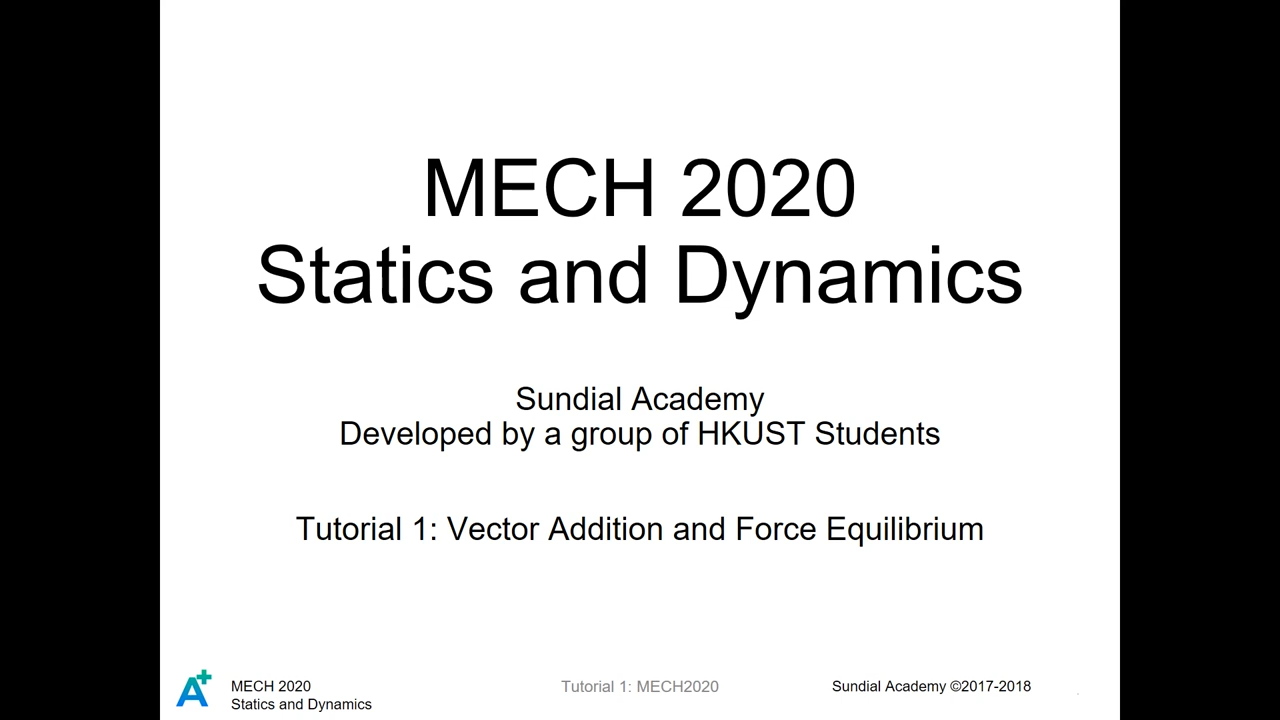 MECH 2020
Statics and Dynamics
Sundial Academy
Developed by a group of HKUST Students
Tutorial 1: Vector Addition and Force Equilibrium
A+
MECH 2020
Statics and Dynamics
Tutorial 1: MECH2020
Sundial Academy ©2017-2018